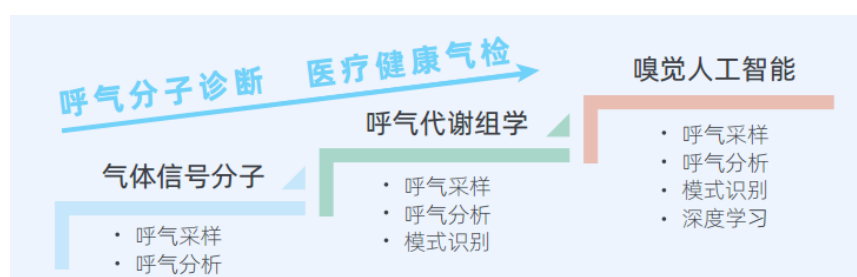 呼气分子诊断 医疗健康气检
嗅觉人工智能
呼气采样
呼气分析
模式识别
深度学习
呼气代谢组学
呼气采样
呼气分析
模式识别
气体信号分子
呼气采样
呼气分析